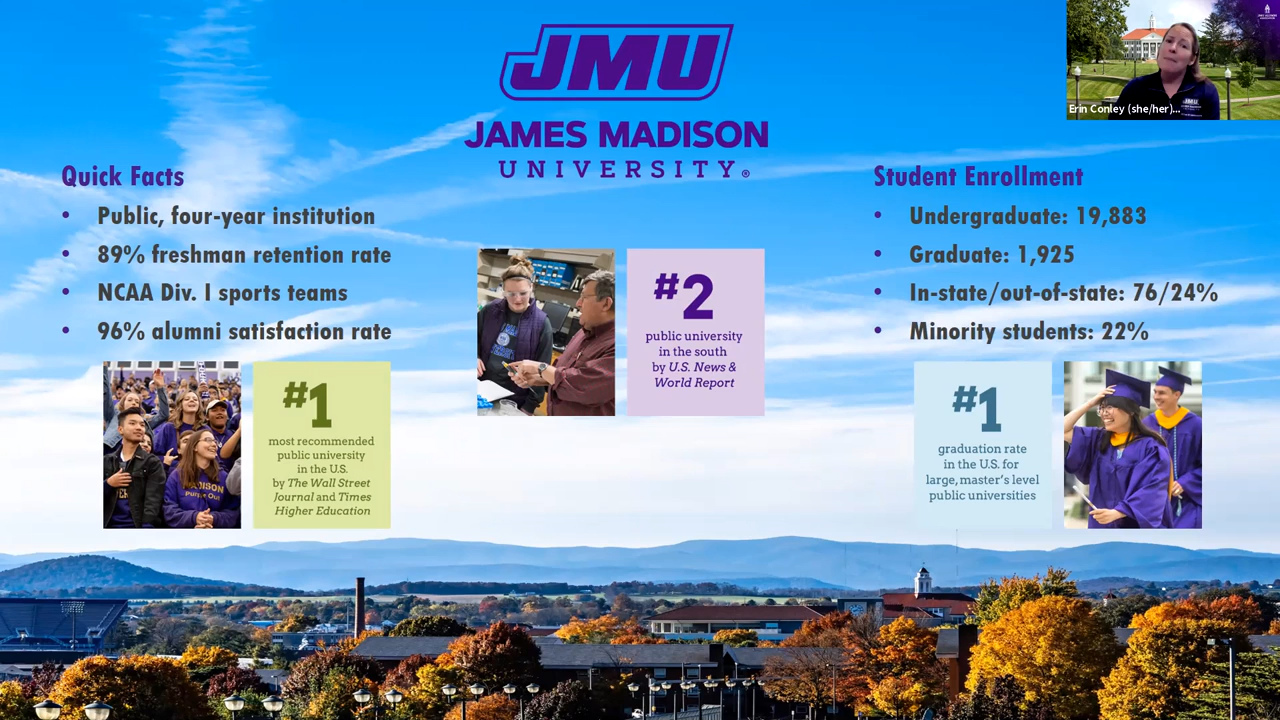 JMU
JAMES MADISON
UNIVERSITY®
Erin Conley (she/her)...
Quick Facts
• Public, four-year institution
• 89% freshman retention rate
• NCAA Div. I sports teams
• 96% alumni satisfaction rate
#1
most recommended
public university
in the U.S.
by The Wall Street
Journal and Times
Higher Education
#2
public university
in the south
by U.S. News &
World Report
Student Enrollment
• Undergraduate: 19,883
• Graduate: 1,925
• In-state/out-of-state: 76/24%
• Minority students: 22%
#1
graduation rate
in the U.S. for
large, master's level
public universities
JMU